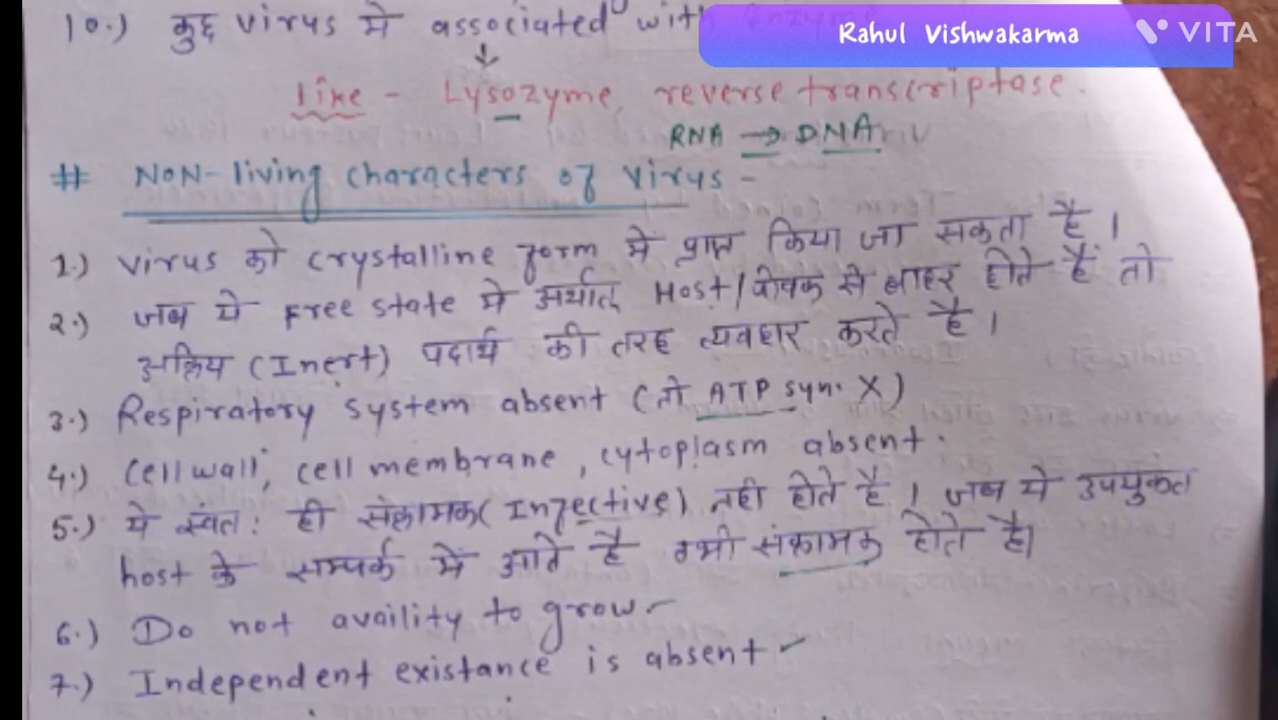 10.) कुछ virus मे associated with enzyme
Rahul Vishwakarma
VITA
↓
like - Lysozyme, reverse transcriptase.
RNA → DNA
# NON-living characters of virus -
1.) virus को crystalline form में प्राप्त किया जा सकता है।
2.) जब ये Free state मे अर्थात् Host/पोषक से बाहर होते हैं तो
अक्रिय (Inert) पदार्थ की तरह व्यवहार करते है।
3.) Respiratory system absent (तो ATP syn. X)
4.) cell wall, cell membrane, cytoplasm absent.
5.) ये स्वत: ही संक्रामक (Infective) नही होते है। जब ये उपयुक्त
host के सम्पर्क में आते है तभी संक्रामक होते है।
6.) Do not availity to grow
7.) Independent existance is absent